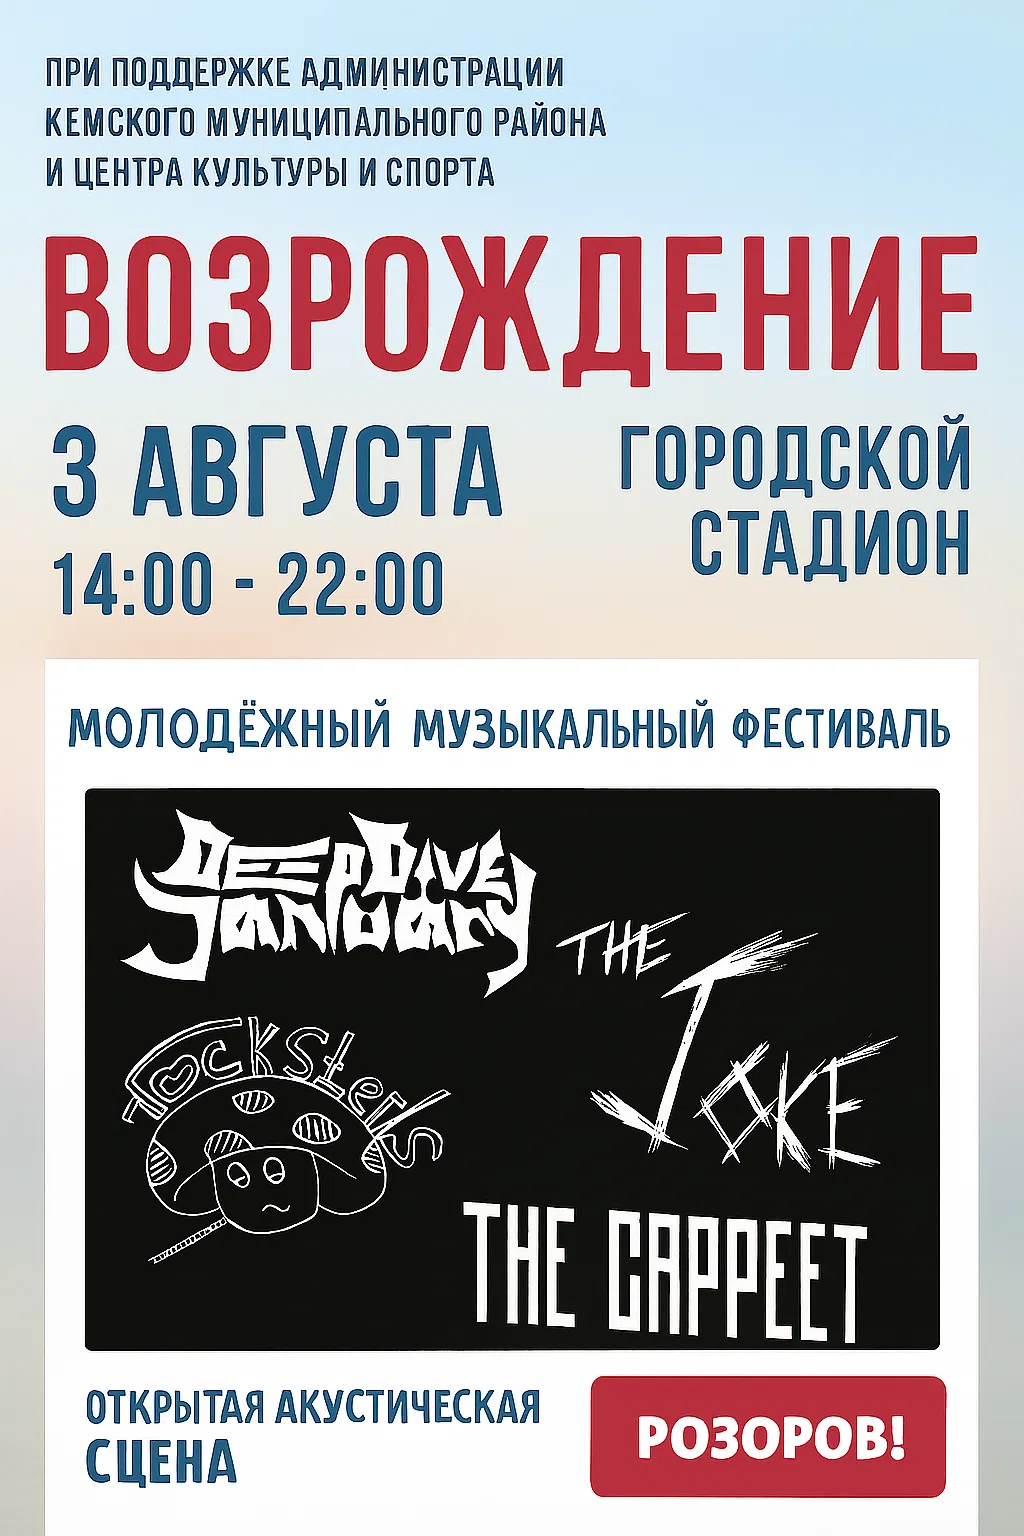 ПРИ ПОДДЕРЖКЕ АДМИНИСТРАЦИИ
КЕМСКОГО МУНИЦИПАЛЬНОГО РАЙОНА
И ЦЕНТРА КУЛЬТУРЫ И СПОРТА
ВОЗРОЖДЕНИЕ
3 АВГУСТА
14:00 - 22:00
ГОРОДСКОЙ
СТАДИОН
МОЛОДЁЖНЫЙ МУЗЫКАЛЬНЫЙ ФЕСТИВАЛЬ
DEEP DIVE
January
THE
JOKE
Tocksterls
THE CAPPEET
ОТКРЫТАЯ АКУСТИЧЕСКАЯ
СЦЕНА
РОЗОРОВ!